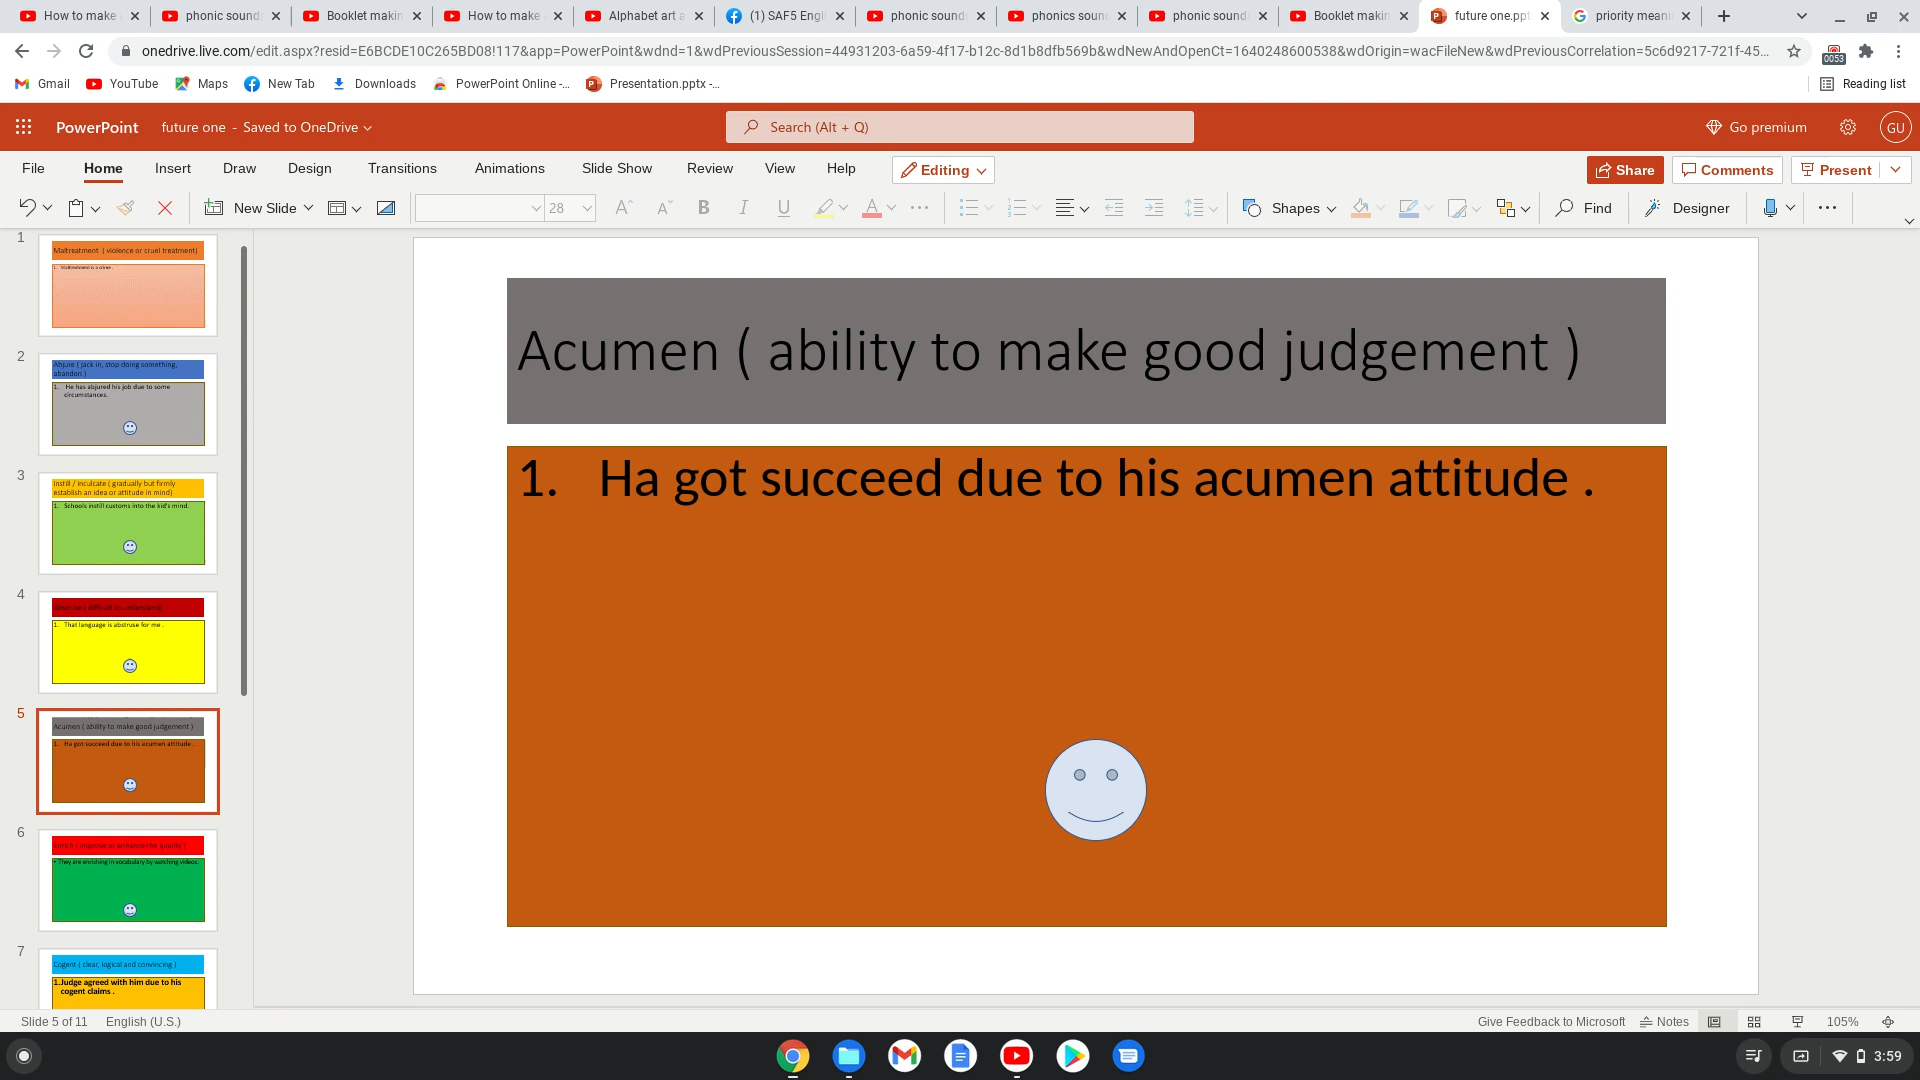 How to make
phonic sound
Booklet makin
How to make
Alphabet art a
(1) SAF5 Engl
phonic sound
phonics soun
phonic sound
Booklet makin
future one.ppt
priority meani
onedrive.live.com/edit.aspx?resid=E6BCDE10C265BD08!117&app=PowerPoint&wdnd=1&wdPreviousSession=44931203-6a59-4f17-b12c-8d1b8dfb569b&wdNewAndOpenCt=1640248600538&wdOrigin=wacFileNew&wdPreviousCorrelation=5c6d9217-721f-45...
0053
Gmail
YouTube
Maps
New Tab
Downloads
PowerPoint Online -...
Presentation.pptx -...
Reading list
PowerPoint
future one - Saved to OneDrive
Search (Alt + Q)
Go premium
GU
File
Home
Insert
Draw
Design
Transitions
Animations
Slide Show
Review
View
Help
Editing
Share
Comments
Present
New Slide
28
B
I
U
Shapes
Find
Designer
1
Maltreatment ( violence or cruel treatment)
1. Maltreatment is a crime .
2
Abjure ( jack in, stop doing something,
abandon )
1. He has abjured his job due to some
circumstances.
3
Instill / inculcate ( gradually but firmly
establish an idea or attitude in mind)
1. Schools instill customs into the kid's mind.
4
Abstruse ( difficult to understand)
1. That language is abstruse for me .
5
Acumen ( ability to make good judgement )
1. Ha got succeed due to his acumen attitude .
6
Enrich ( improve or enhance the quality )
• They are enriching in vocabulary by watching videos.
7
Cogent ( clear, logical and convincing )
1.Judge agreed with him due to his
cogent claims .
Acumen ( ability to make good judgement )
1. Ha got succeed due to his acumen attitude .
Slide 5 of 11
English (U.S.)
Give Feedback to Microsoft
Notes
105%
3:59